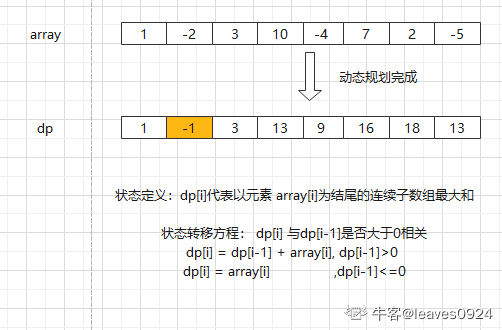 array 1 -2 3 10 -4 7 2 -5
动态规划完成
dp 1 -1 3 13 9 16 18 13
状态定义：dp[i]代表以元素 array[i]为结尾的连续子数组最大和
状态转移方程： dp[i] 与dp[i-1]是否大于0相关
dp[i] = dp[i-1] + array[i], dp[i-1]>0
dp[i] = array[i] ,dp[i-1]<=0
牛客@leaves0924